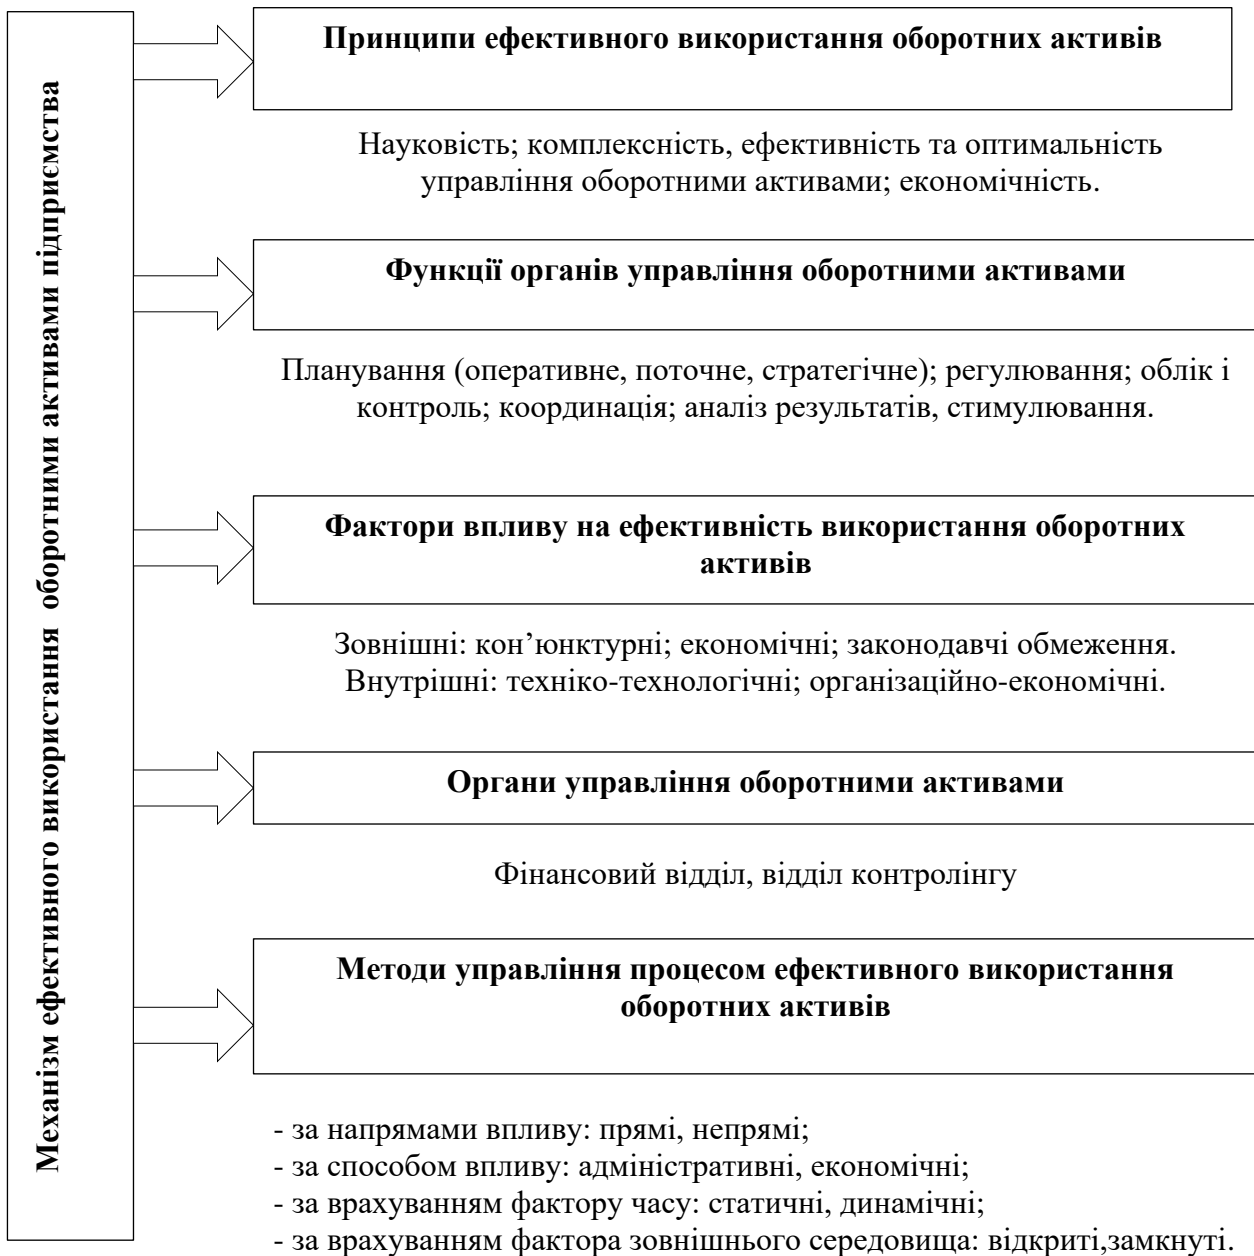 Механізм ефективного використання оборотними активами підприємства
Принципи ефективного використання оборотних активів
Науковість; комплексність, ефективність та оптимальність
управління оборотними активами; економічність.
Функції органів управління оборотними активами
Планування (оперативне, поточне, стратегічне); регулювання; облік і
контроль; координація; аналіз результатів, стимулювання.
Фактори впливу на ефективність використання оборотних
активів
Зовнішні: кон’юнктурні; економічні; законодавчі обмеження.
Внутрішні: техніко-технологічні; організаційно-економічні.
Органи управління оборотними активами
Фінансовий відділ, відділ контролінгу
Методи управління процесом ефективного використання
оборотних активів
- за напрямами впливу: прямі, непрямі;
- за способом впливу: адміністративні, економічні;
- за врахуванням фактору часу: статичні, динамічні;
- за врахуванням фактора зовнішнього середовища: відкриті,замкнуті.